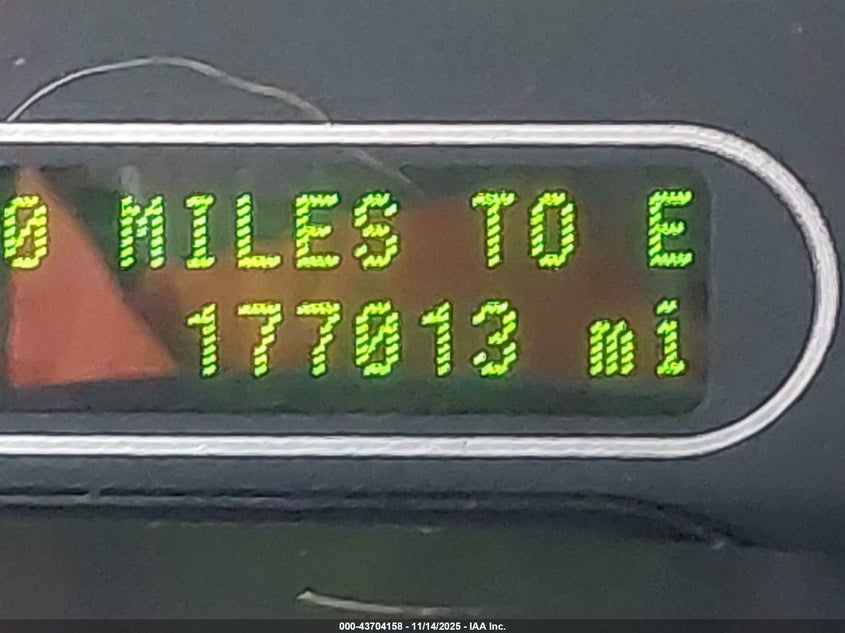 0 MILES TO E
177013 mi
000-43704158 - 11/14/2025 - IAA Inc.